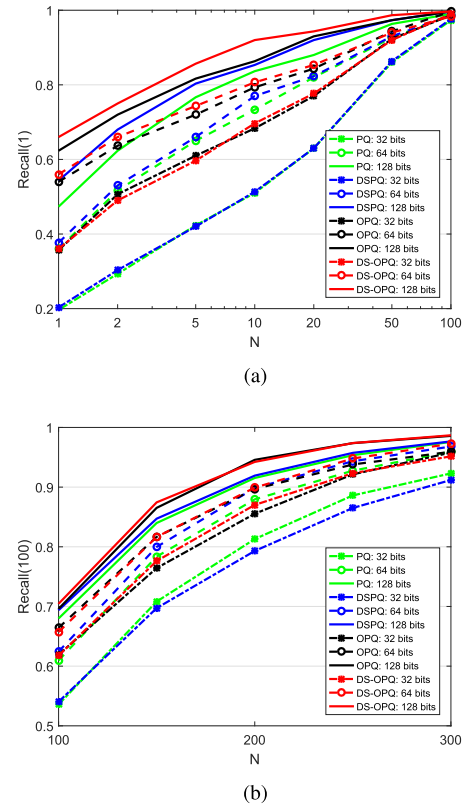 1
0.8
0.6
0.4
0.2
Recall(1)
PQ: 32 bits
PQ: 64 bits
PQ: 128 bits
DSPQ: 32 bits
DSPQ: 64 bits
DSPQ: 128 bits
OPQ: 32 bits
OPQ: 64 bits
OPQ: 128 bits
DS-OPQ: 32 bits
DS-OPQ: 64 bits
DS-OPQ: 128 bits
1 2 5 10 20 50 100
N
(a)
1
0.9
0.8
0.7
0.6
0.5
Recall(100)
PQ: 32 bits
PQ: 64 bits
PQ: 128 bits
DSPQ: 32 bits
DSPQ: 64 bits
DSPQ: 128 bits
OPQ: 32 bits
OPQ: 64 bits
OPQ: 128 bits
DS-OPQ: 32 bits
DS-OPQ: 64 bits
DS-OPQ: 128 bits
100 200 300
N
(b)